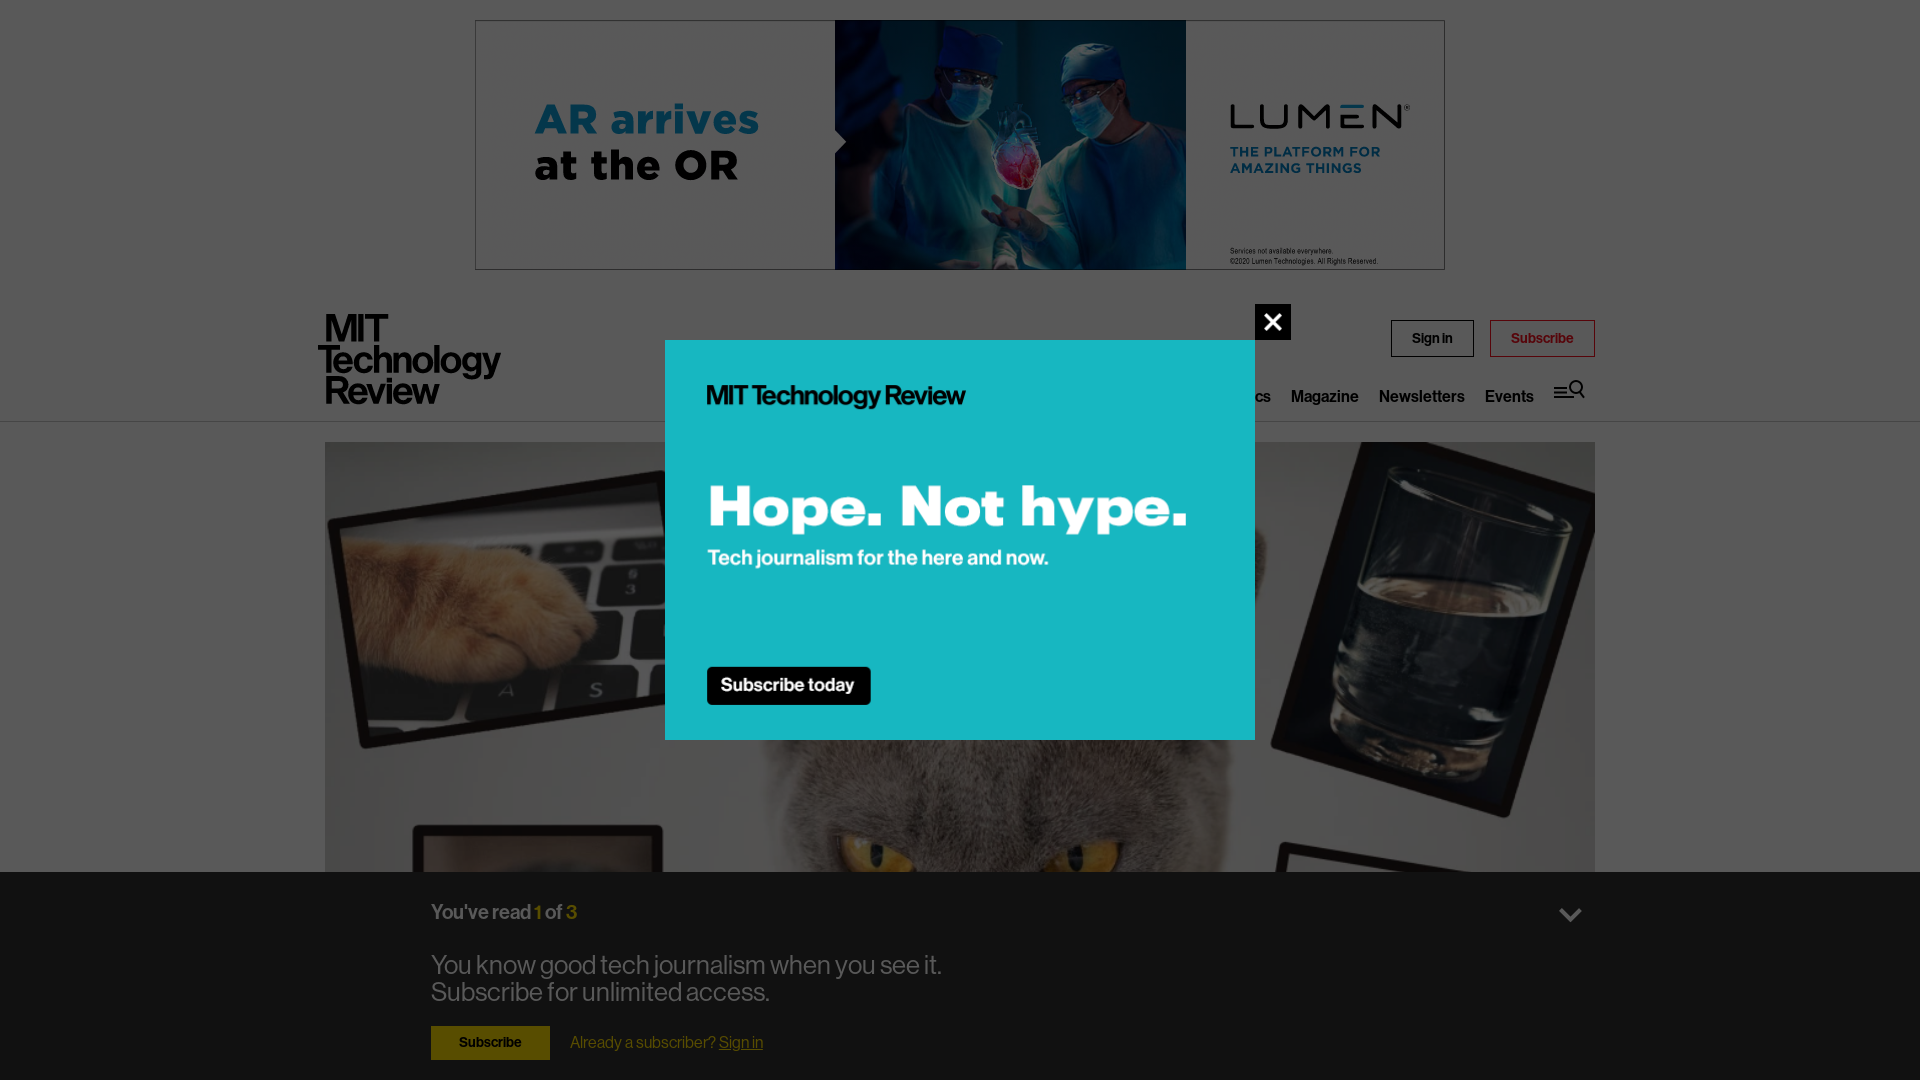 AR arrives
at the OR
LUMEN®
THE PLATFORM FOR
AMAZING THINGS
Services not available everywhere.
©2020 Lumen Technologies. All Rights Reserved.
MIT
Technology
Review
Sign in
Subscribe
cs
Magazine
Newsletters
Events
MIT Technology Review
Hope. Not hype.
Tech journalism for the here and now.
Subscribe today
6
3
A
S
You've read 1 of 3
You know good tech journalism when you see it.
Subscribe for unlimited access.
Subscribe
Already a subscriber? Sign in